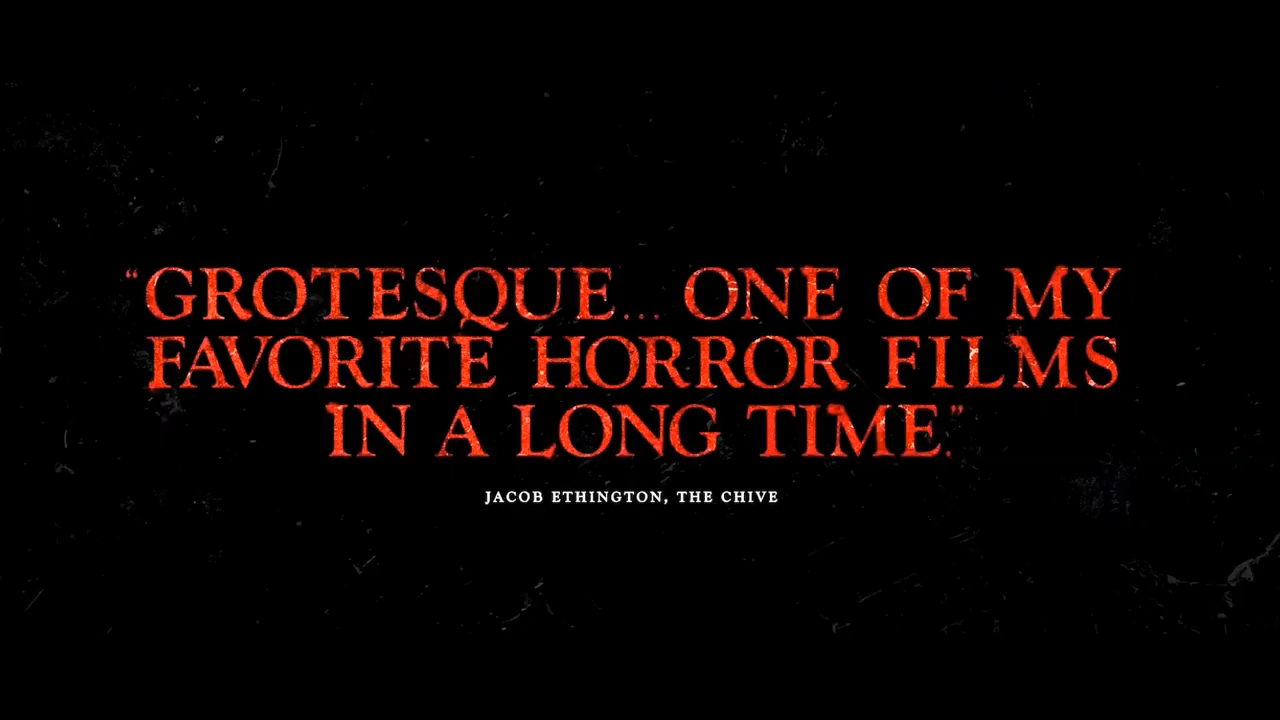 “GROTESQUE... ONE OF MY
FAVORITE HORROR FILMS
IN A LONG TIME.”
JACOB ETHINGTON, THE CHIVE